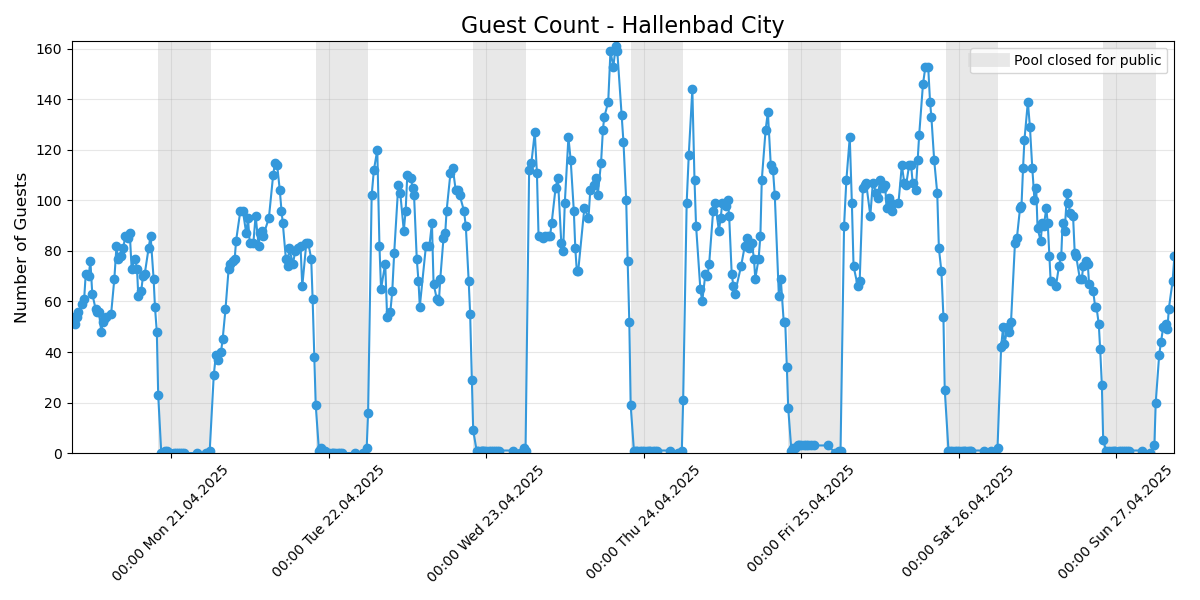 Guest Count - Hallenbad City
Pool closed for public
Number of Guests
160
140
120
100
80
60
40
20
0
00:00 Mon 21.04.2025
00:00 Tue 22.04.2025
00:00 Wed 23.04.2025
00:00 Thu 24.04.2025
00:00 Fri 25.04.2025
00:00 Sat 26.04.2025
00:00 Sun 27.04.2025